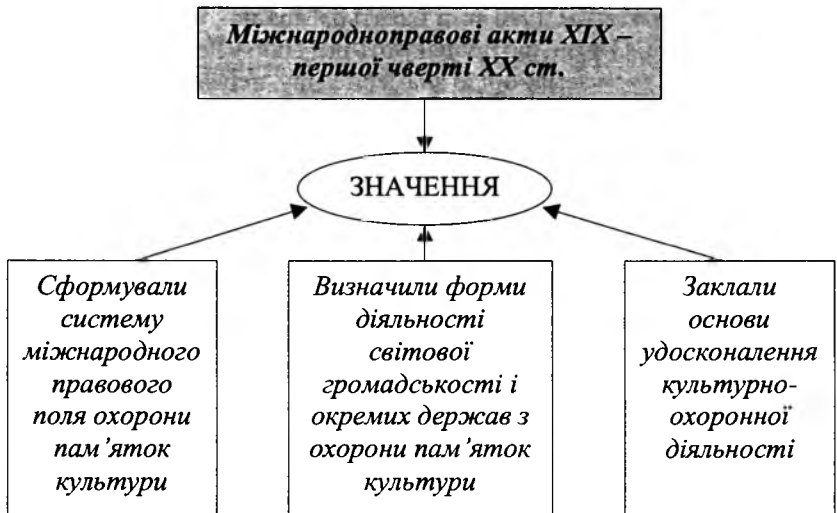 Міжнародноправові акти XIX –
першої чверті XX ст.
ЗНАЧЕННЯ
Сформували
систему
міжнародного
правового
поля охорони
пам’яток
культури
Визначили форми
діяльності
світової
громадськості і
окремих держав з
охорони пам’яток
культури
Заклали
основи
удосконалення
культурно-
охоронної
діяльності